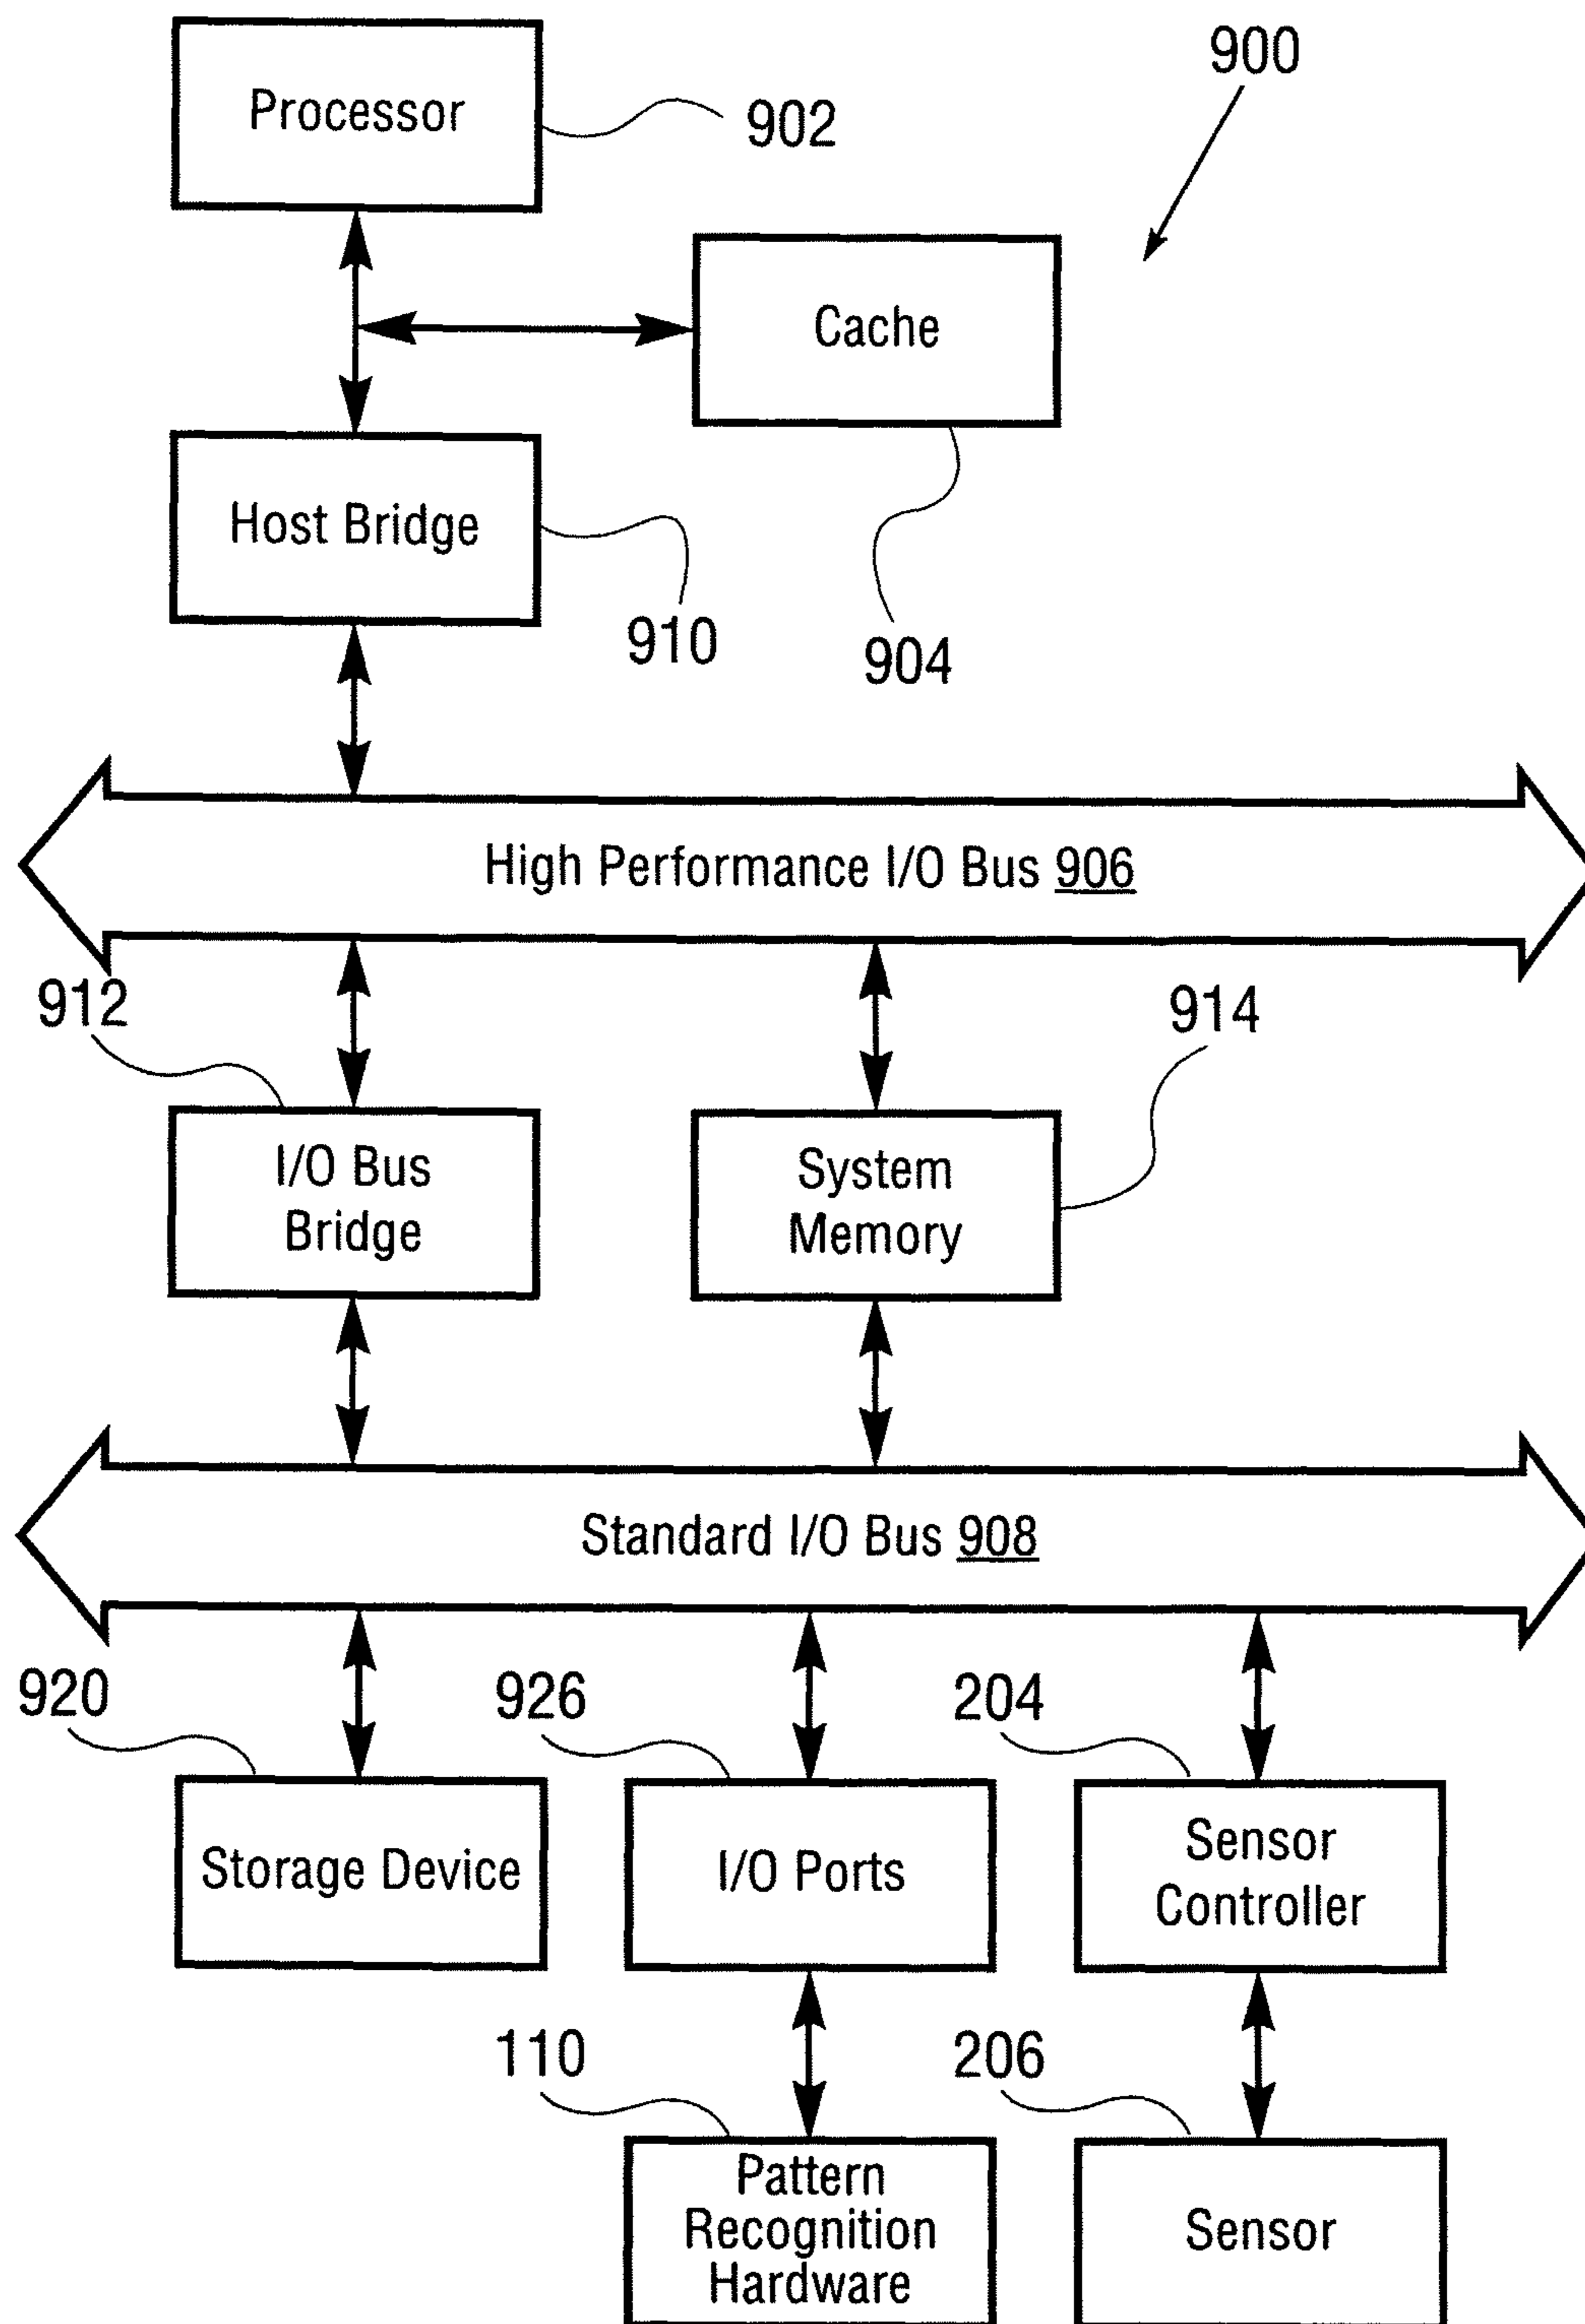 900
Processor
902
Cache
Host Bridge
910
904
High Performance I/O Bus 906
912
914
I/O Bus
Bridge
System
Memory
Standard I/O Bus 908
920
926
204
Storage Device
I/O Ports
Sensor
Controller
110
206
Pattern
Recognition
Hardware
Sensor